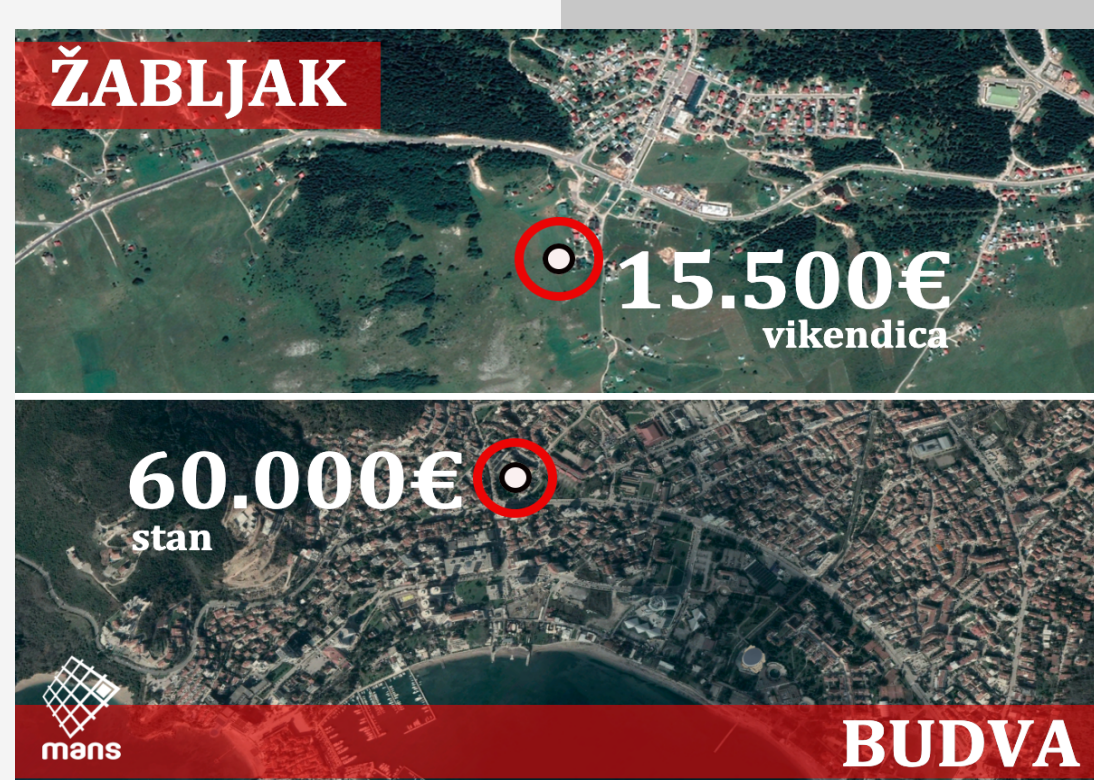 ŽABLJAK
15.500€
vikendica
60.000€
stan
mans
BUDVA